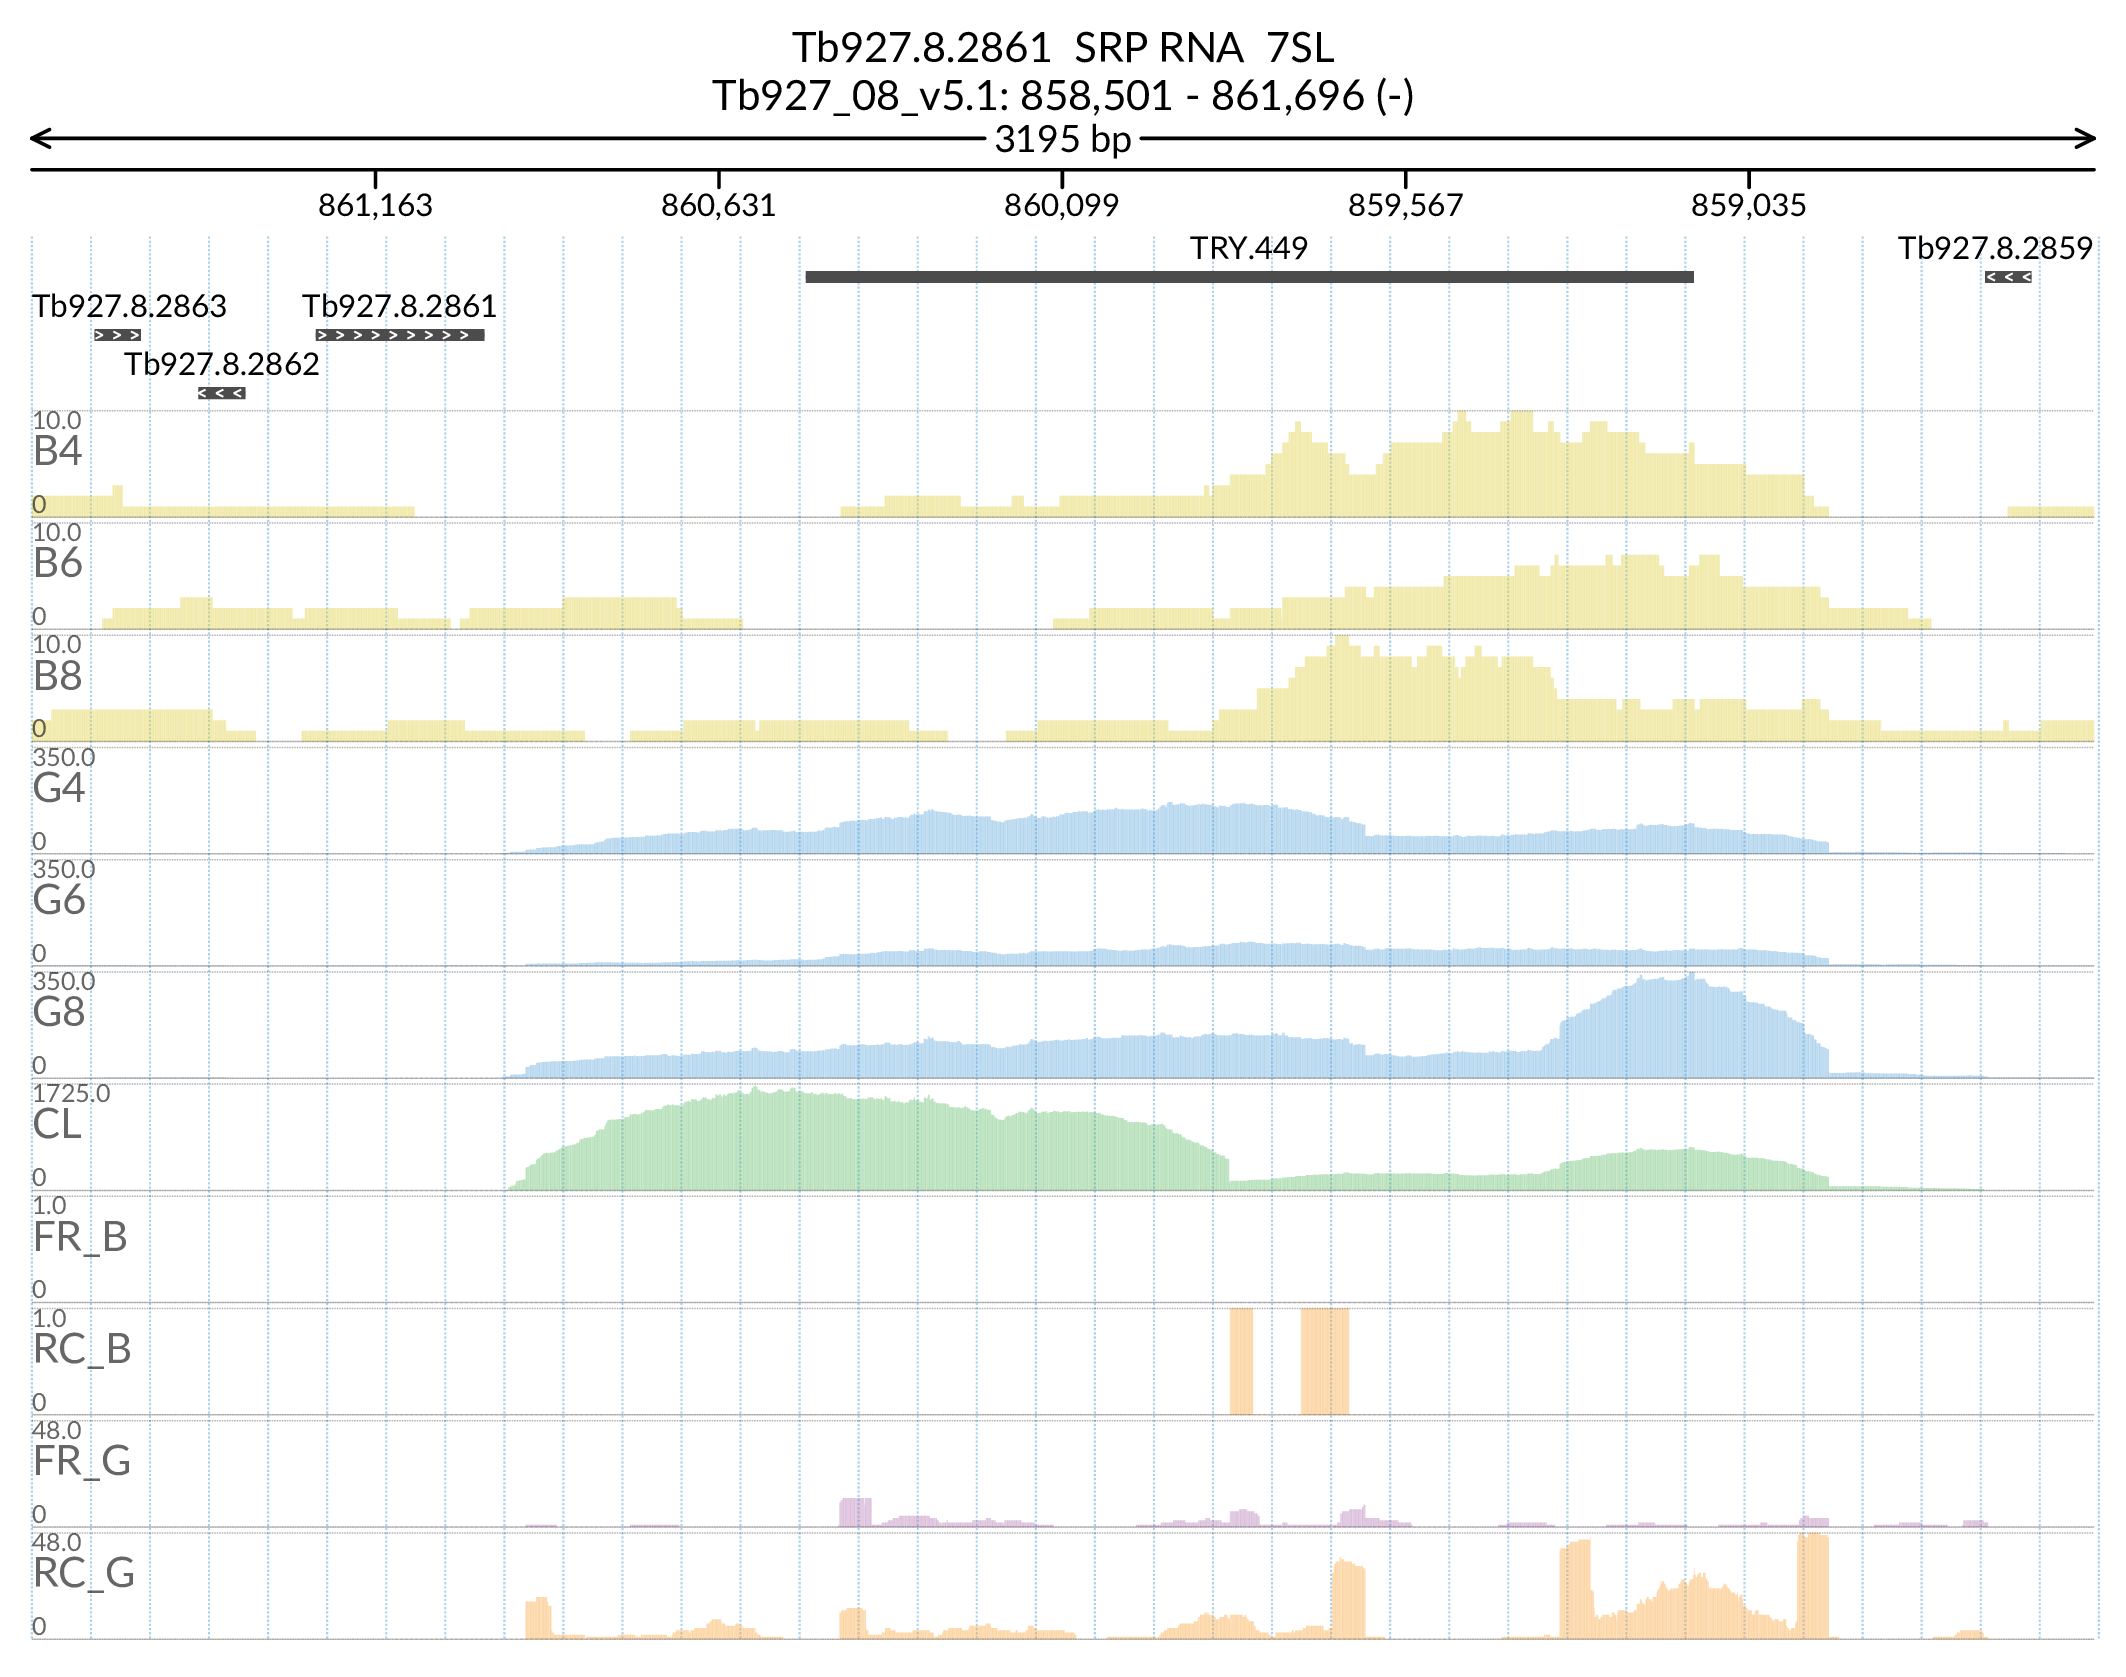 Tb927.8.2861 SRP RNA 7SL
Tb927_08_v5.1: 858,501 - 861,696 (-)
3195 bp
861,163 860,631 860,099 859,567 859,035
TRY.449 Tb927.8.2859
Tb927.8.2863 Tb927.8.2861
Tb927.8.2862
10.0
B4
0
10.0
B6
0
10.0
B8
0
350.0
G4
0
350.0
G6
0
350.0
G8
0
1725.0
CL
0
1.0
FR_B
0
1.0
RC_B
0
48.0
FR_G
0
48.0
RC_G
0